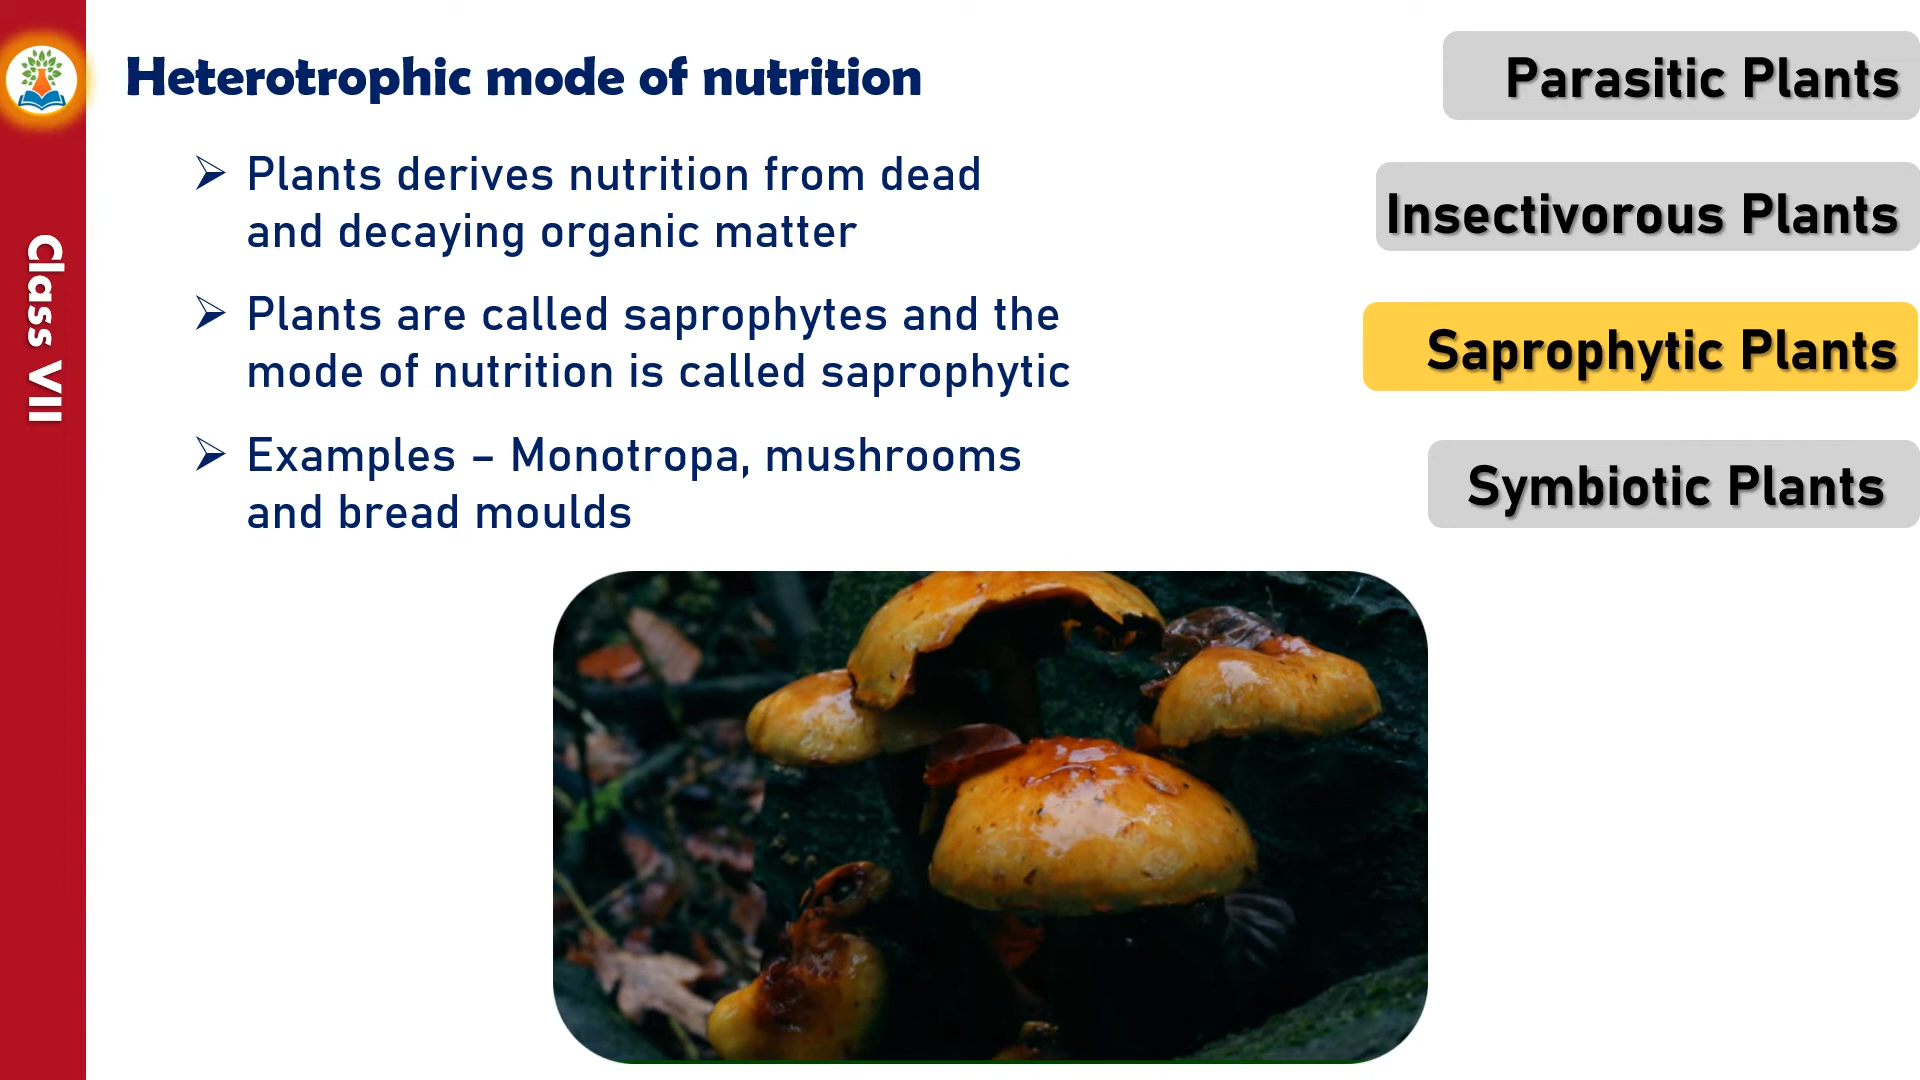 Heterotrophic mode of nutrition
➢ Plants derives nutrition from dead
and decaying organic matter
➢ Plants are called saprophytes and the
mode of nutrition is called saprophytic
➢ Examples – Monotropa, mushrooms
and bread moulds
Parasitic Plants
Insectivorous Plants
Saprophytic Plants
Symbiotic Plants
Class VII